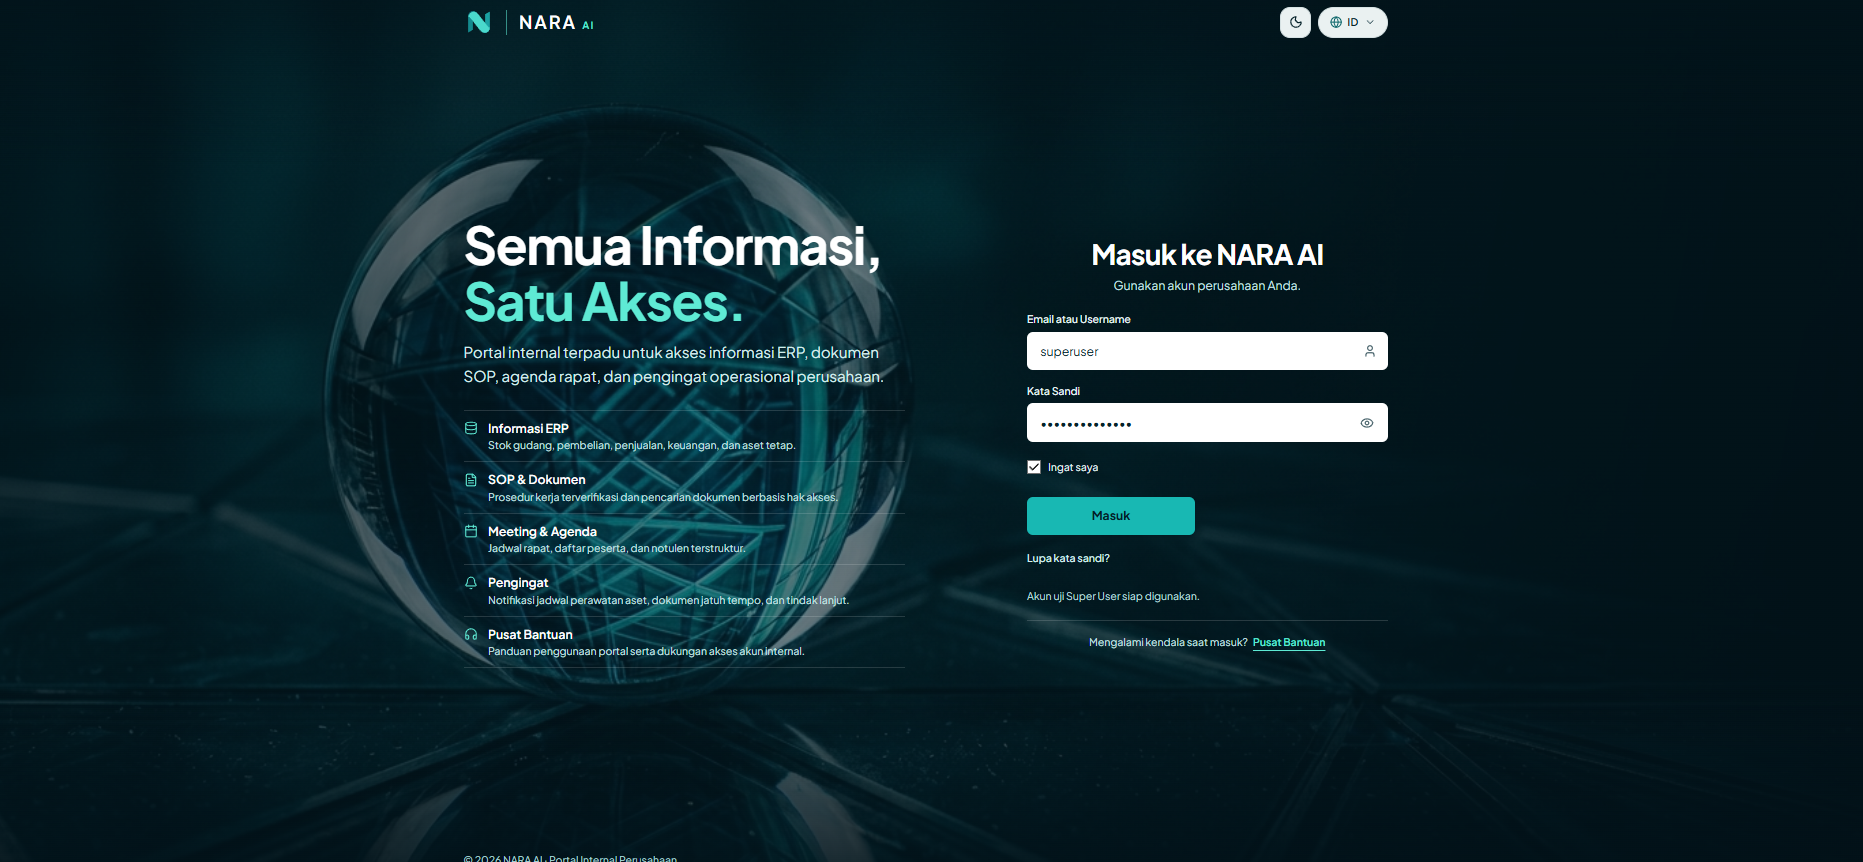 NARA AI
ID
Semua Informasi,
Satu Akses.
Portal internal terpadu untuk akses informasi ERP, dokumen
SOP, agenda rapat, dan pengingat operasional perusahaan.
Informasi ERP
Stok gudang, pembelian, penjualan, keuangan, dan aset tetap.
SOP & Dokumen
Prosedur kerja terverifikasi dan pencarian dokumen berbasis hak akses.
Meeting & Agenda
Jadwal rapat, daftar peserta, dan notulen terstruktur.
Pengingat
Notifikasi jadwal perawatan aset, dokumen jatuh tempo, dan tindak lanjut.
Pusat Bantuan
Panduan penggunaan portal serta dukungan akses akun internal.
Masuk ke NARA AI
Gunakan akun perusahaan Anda.
Email atau Username
superuser
Kata Sandi
••••••••••••••
Ingat saya
Masuk
Lupa kata sandi?
Akun uji Super User siap digunakan.
Mengalami kendala saat masuk? Pusat Bantuan
© 2026 NARA AI · Portal Internal Perusahaan